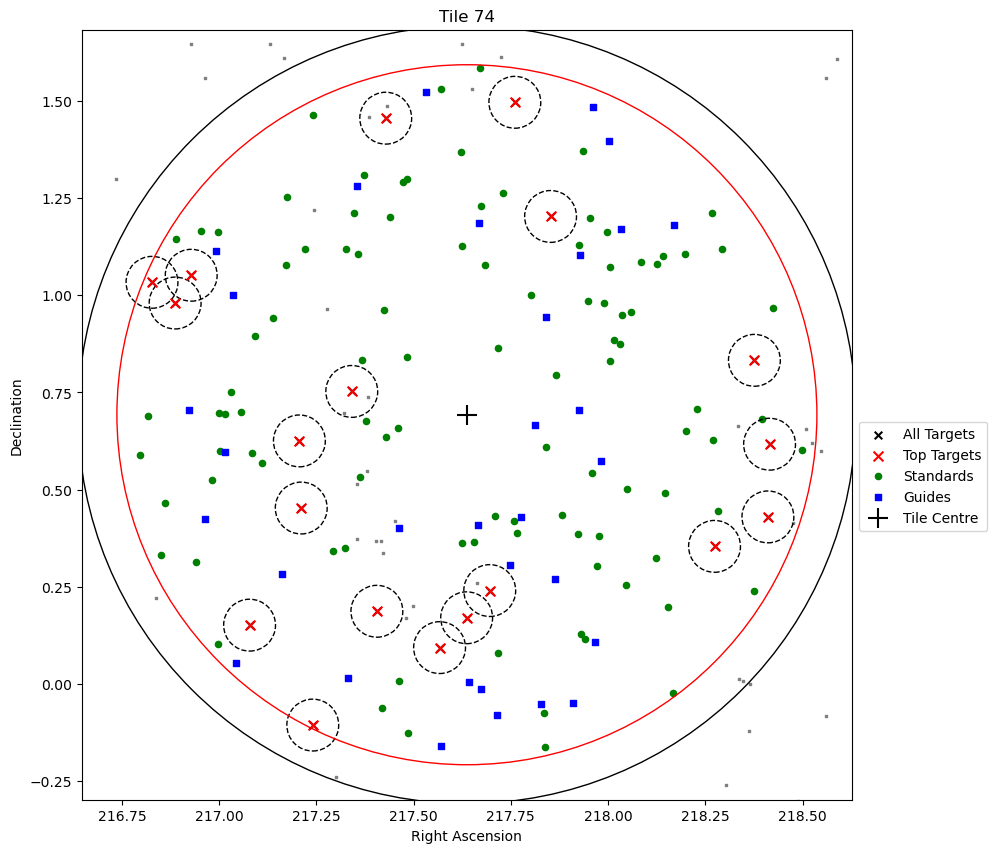 Tile 74
1.50
1.25
1.00
0.75
0.50
0.25
0.00
−0.25
Declination
216.75 217.00 217.25 217.50 217.75 218.00 218.25 218.50
Right Ascension
All Targets
Top Targets
Standards
Guides
Tile Centre